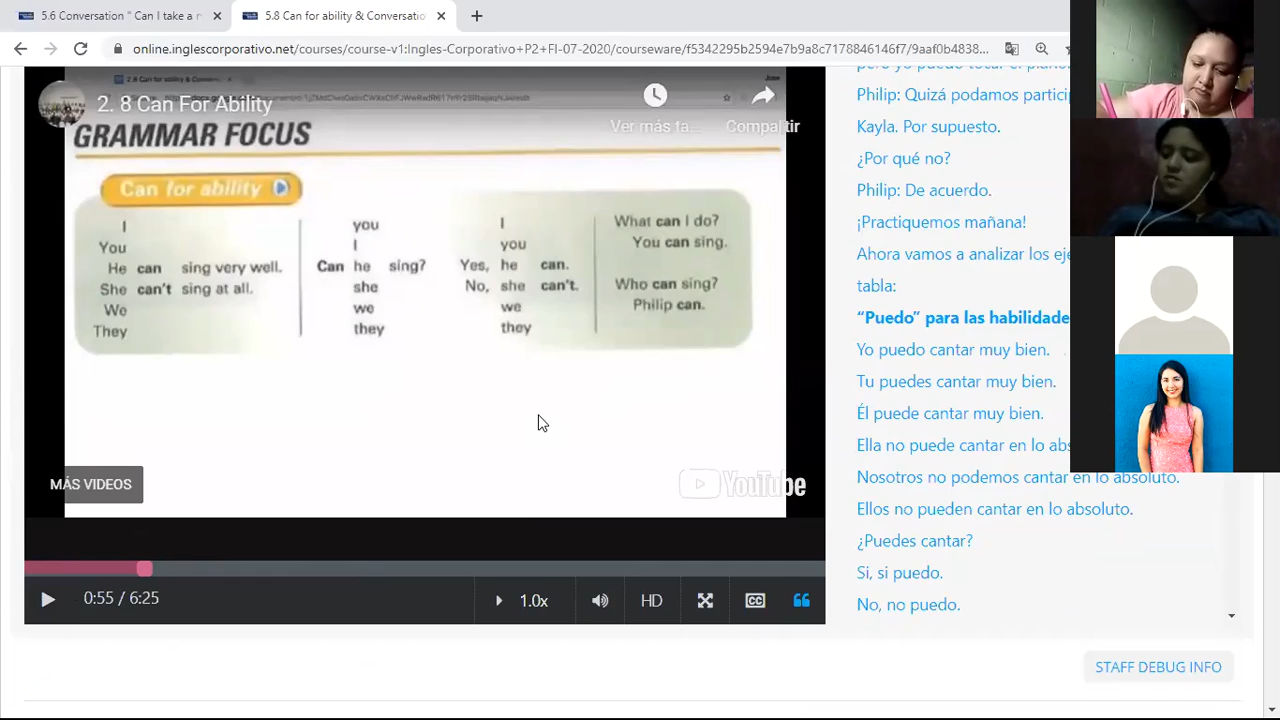 5.6 Conversation " Can I take a
5.8 Can for ability & Conversatio
online.inglescorporativo.net/courses/course-v1:Ingles-Corporativo+P2+FI-07-2020/courseware/f5342295b2594e7b9a8c7178846146f7/9aaf0b4838...
2. 8 Can For Ability
Ver más ta...
Compartir
GRAMMAR FOCUS
Can for ability
I
You
He can sing very well.
She can't sing at all.
We
They
you
I
Can he sing?
she
we
they
I
you
Yes, he can.
No, she can't.
we
they
What can I do?
You can sing.
Who can sing?
Philip can.
MÁS VIDEOS
YouTube
0:55 / 6:25
1.0x
HD
CC
pero yo puedo tocar el piano
Philip: Quizá podamos partici
Kayla. Por supuesto.
¿Por qué no?
Philip: De acuerdo.
¡Practiquemos mañana!
Ahora vamos a analizar los eje
tabla:
“Puedo” para las habilidade
Yo puedo cantar muy bien.
Tu puedes cantar muy bien.
Él puede cantar muy bien.
Ella no puede cantar en lo abs
Nosotros no podemos cantar en lo absoluto.
Ellos no pueden cantar en lo absoluto.
¿Puedes cantar?
Si, si puedo.
No, no puedo.
STAFF DEBUG INFO